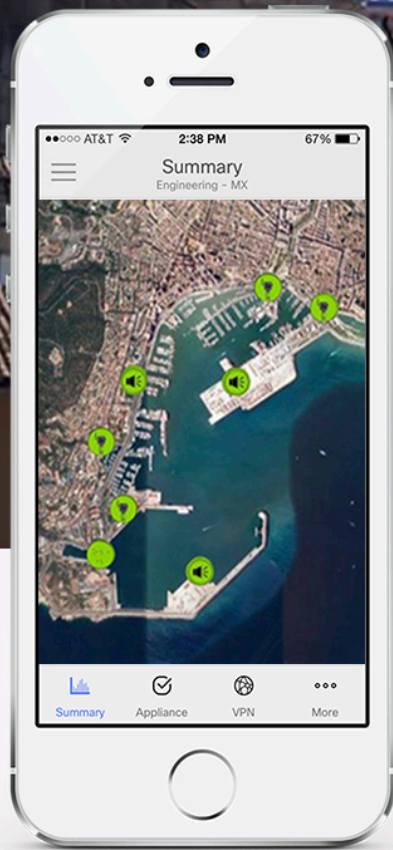 AT&T 2:38 PM 67%
Summary
Engineering - MX
Summary Appliance VPN More